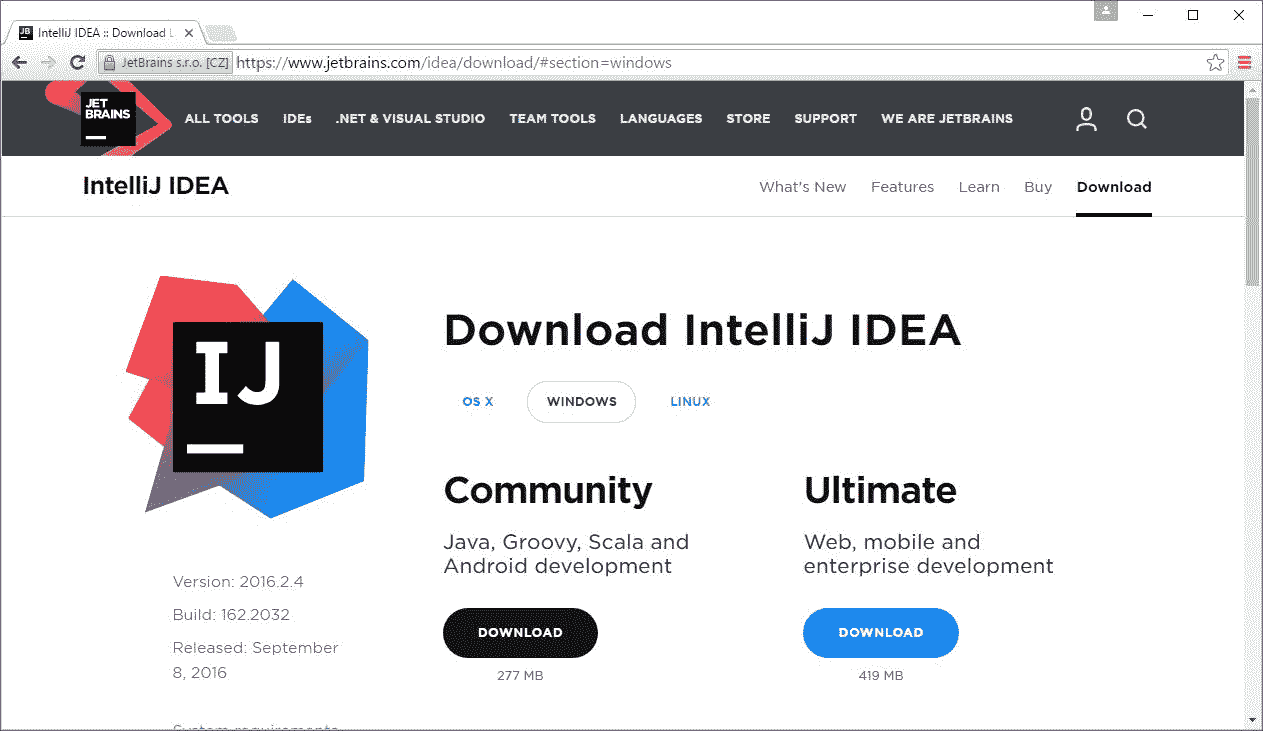 IntelliJ IDEA :: Download
JetBrains s.r.o. [CZ] https://www.jetbrains.com/idea/download/#section=windows
JET
BRAINS
ALL TOOLS IDEs .NET & VISUAL STUDIO TEAM TOOLS LANGUAGES STORE SUPPORT WE ARE JETBRAINS
IntelliJ IDEA What's New Features Learn Buy Download
IJ
Download IntelliJ IDEA
OS X WINDOWS LINUX
Community
Java, Groovy, Scala and
Android development
DOWNLOAD
277 MB
Ultimate
Web, mobile and
enterprise development
DOWNLOAD
419 MB
Version: 2016.2.4
Build: 162.2032
Released: September
8, 2016
System requirements